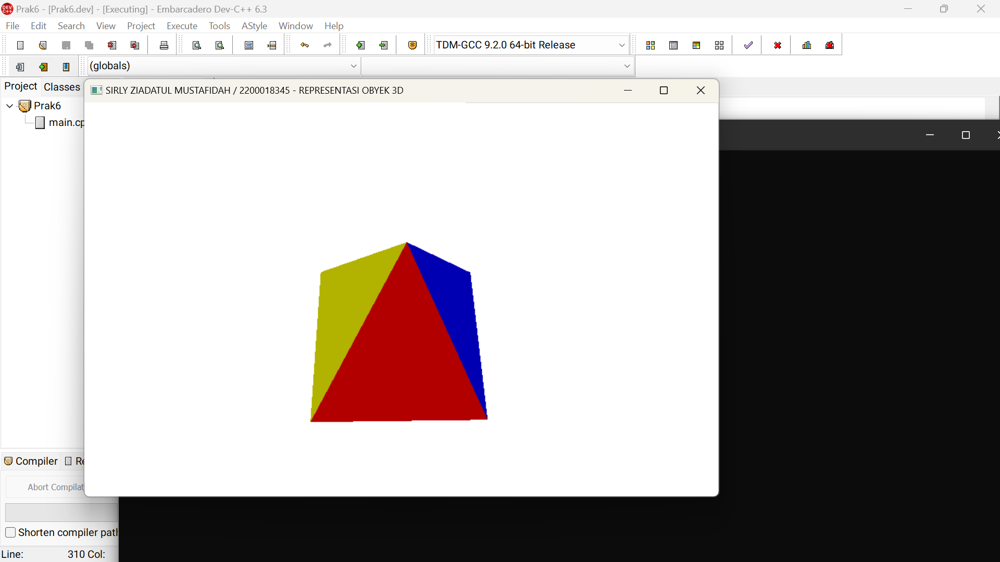 DEV C++
Prak6 - [Prak6.dev] - [Executing] - Embarcadero Dev-C++ 6.3
File Edit Search View Project Execute Tools AStyle Window Help
TDM-GCC 9.2.0 64-bit Release
(globals)
Project Classes
SIRLY ZIADATUL MUSTAFIDAH / 2200018345 - REPRESENTASI OBYEK 3D
Prak6
main.cp
Compiler Re
Abort Compilat
Shorten compiler path
Line: 310 Col: